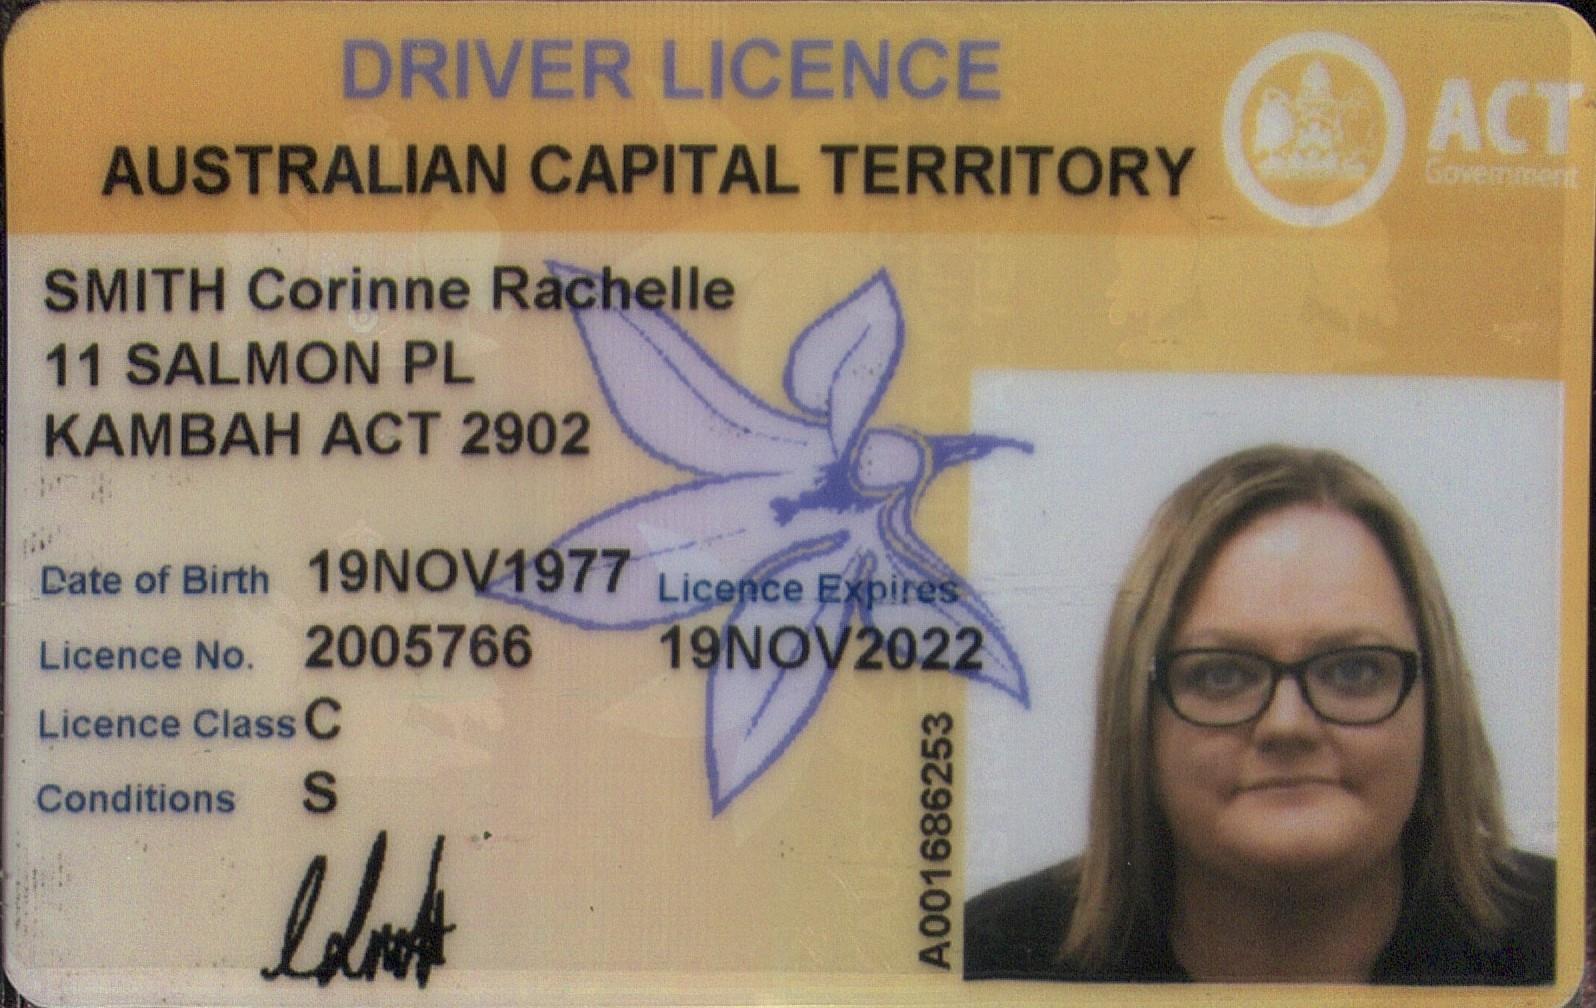 DRIVER LICENCE
AUSTRALIAN CAPITAL TERRITORY
ACT
Government
SMITH Corinne Rachelle
11 SALMON PL
KAMBAH ACT 2902
Date of Birth 19NOV1977
Licence Expires
Licence No. 2005766
19NOV2022
Licence Class C
Conditions S
A001686253